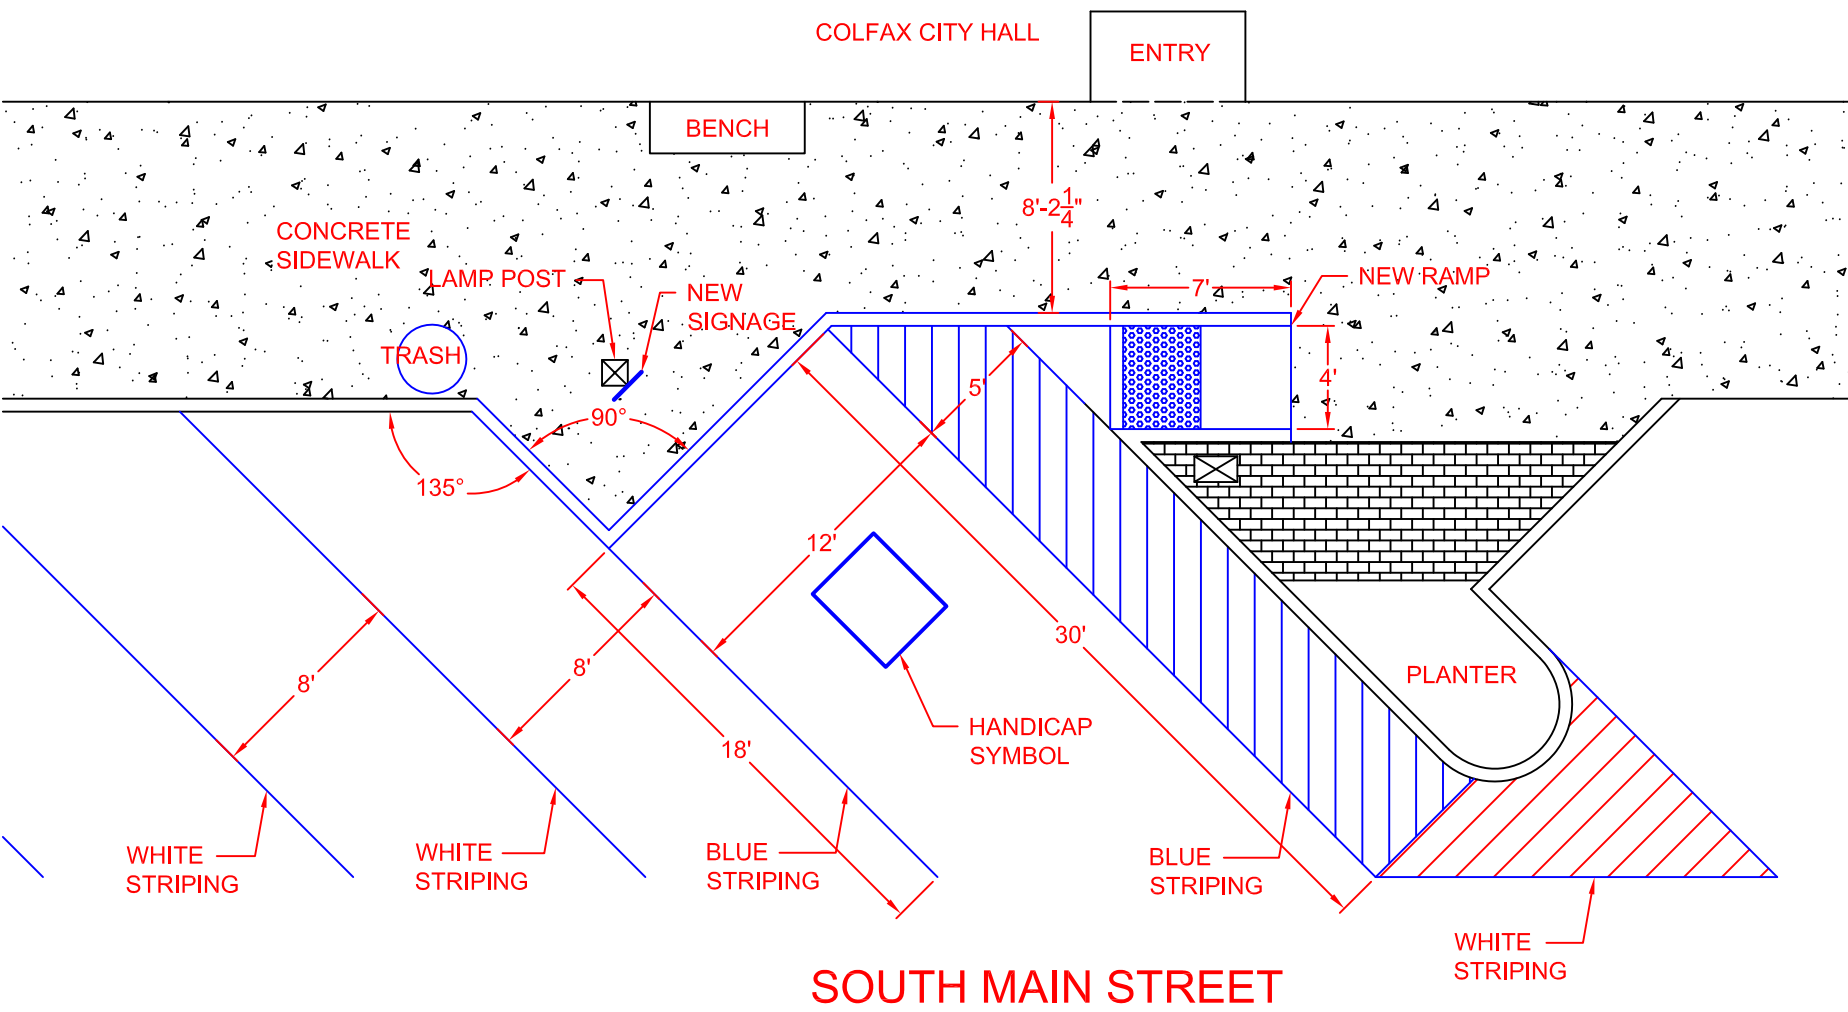 COLFAX CITY HALL
ENTRY
BENCH
8'-2 1/4"
CONCRETE
SIDEWALK
LAMP POST
NEW
SIGNAGE
7'
NEW RAMP
TRASH
4'
5'
90°
135°
12'
30'
8'
8'
PLANTER
18'
HANDICAP
SYMBOL
WHITE
STRIPING
WHITE
STRIPING
BLUE
STRIPING
BLUE
STRIPING
WHITE
STRIPING
SOUTH MAIN STREET